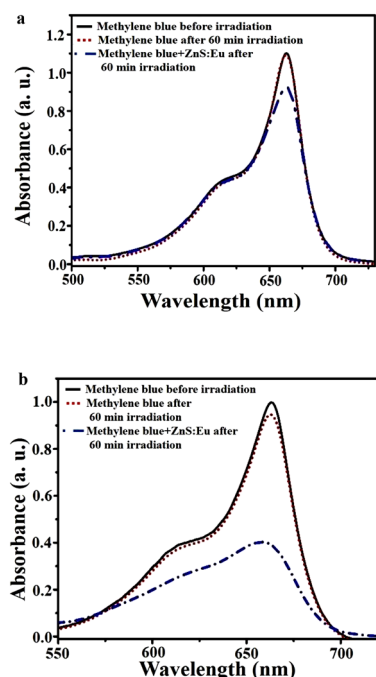 a
Methylene blue before irradiation
Methylene blue after 60 min irradiation
Methylene blue+ZnS:Eu after
60 min irradiation
Absorbance (a. u.)
1.2
1.0
0.8
0.6
0.4
0.2
0.0
500 550 600 650 700
Wavelength (nm)
b
Methylene blue before irradiation
Methylene blue after
60 min irradiation
Methylene blue+ZnS:Eu after
60 min irradiation
Absorbance (a. u.)
1.0
0.8
0.6
0.4
0.2
0.0
550 600 650 700
Wavelength (nm)